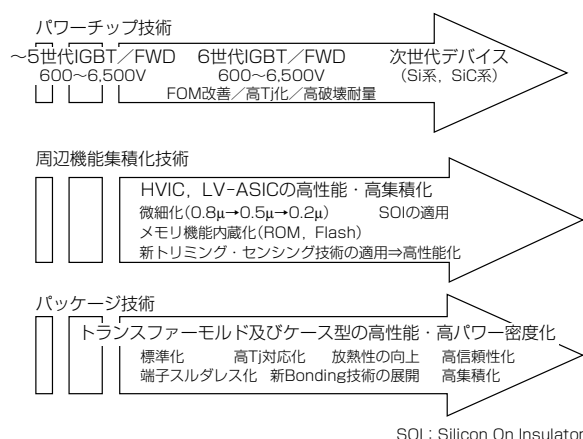 パワーチップ技術
～5世代IGBT／FWD　6世代IGBT／FWD　次世代デバイス
600～6,500V　600～6,500V　（Si系，SiC系）
FOM改善／高Tj化／高破壊耐量
周辺機能集積化技術
HVIC，LV-ASICの高性能・高集積化
微細化（0.8μ→0.5μ→0.2μ）　SOIの適用
メモリ機能内蔵化（ROM，Flash）
新トリミング・センシング技術の適用⇒高性能化
パッケージ技術
トランスファーモルド及びケース型の高性能・高パワー密度化
標準化　高Tj対応化　放熱性の向上　高信頼性化
端子スルダレス化　新Bonding技術の展開　高集積化
SOI：Silicon On Insulator